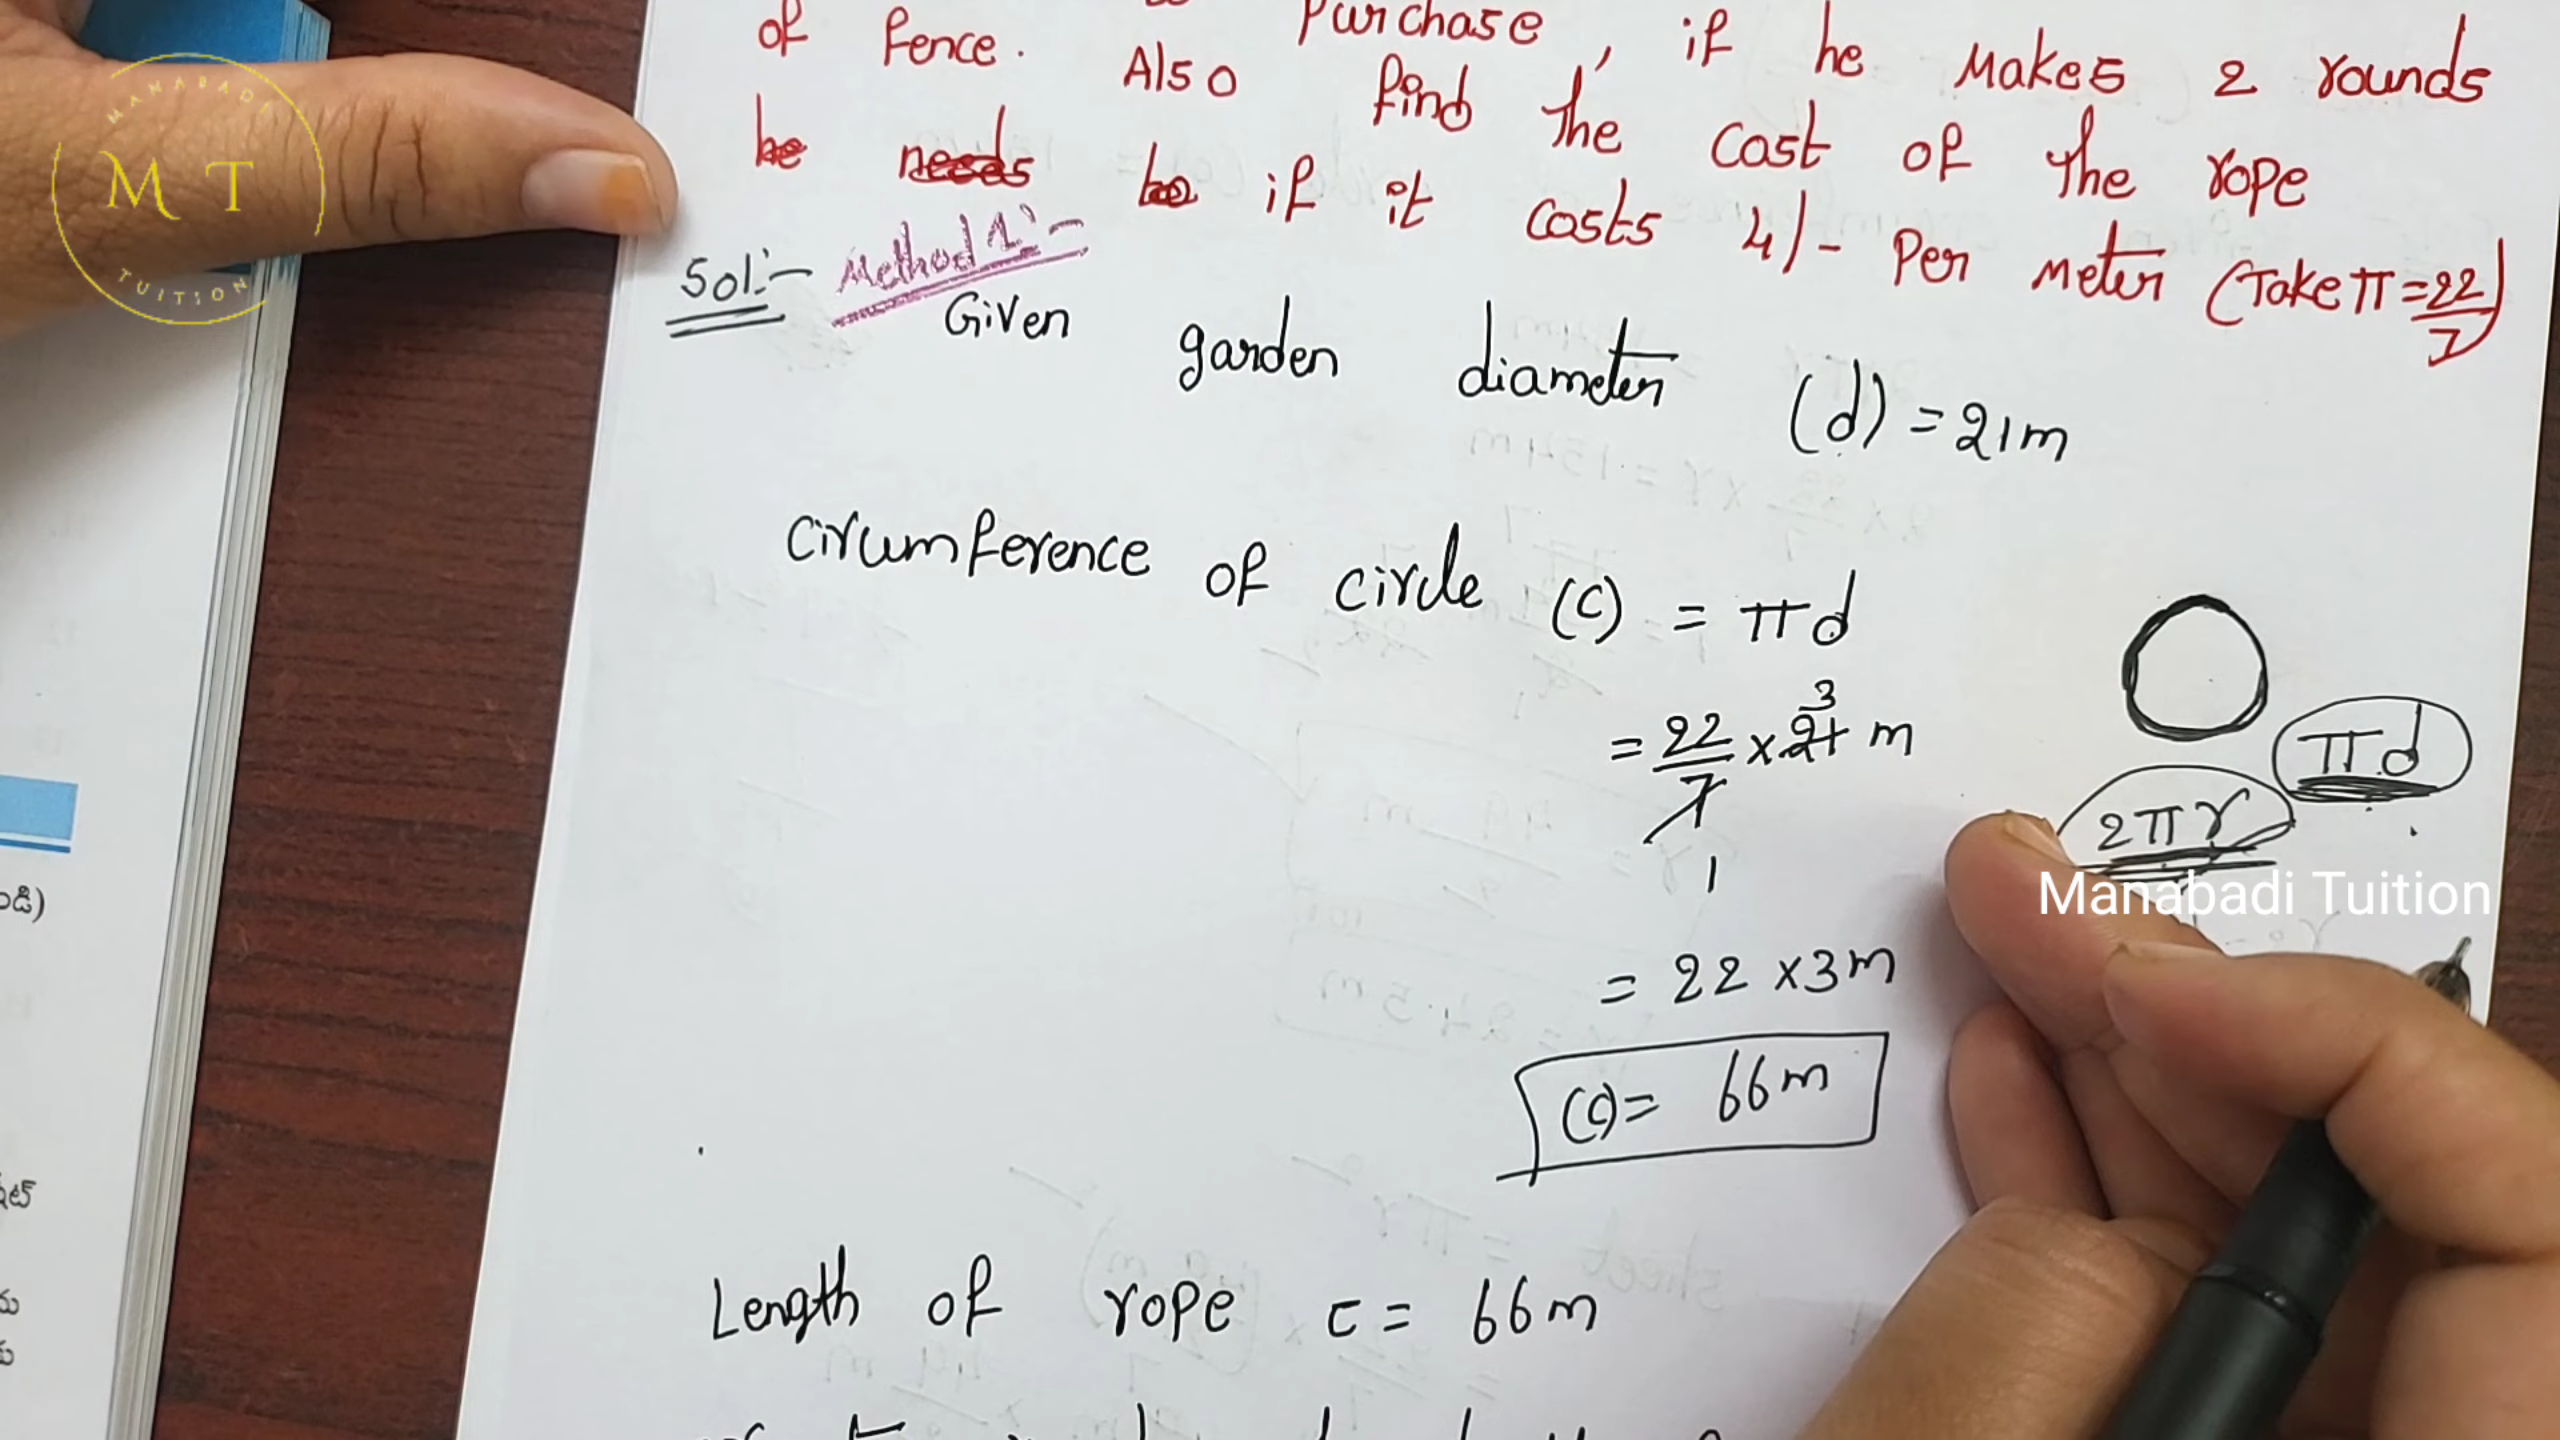 Purchase, if he makes 2 rounds
of fence. Also find the cost of the rope
he needs to if it costs 4/- Per meter (Take π = 22/7)
Sol:- Method 1:-
Given garden diameter (d) = 21m
circumference of circle (c) = πd
= 22/7 × 21 m
3
1
= 22 × 3m
(c) = 66m
πd
2πr
Length of rope c = 66m
MANABADI
M T
TUITION
Manabadi Tuition